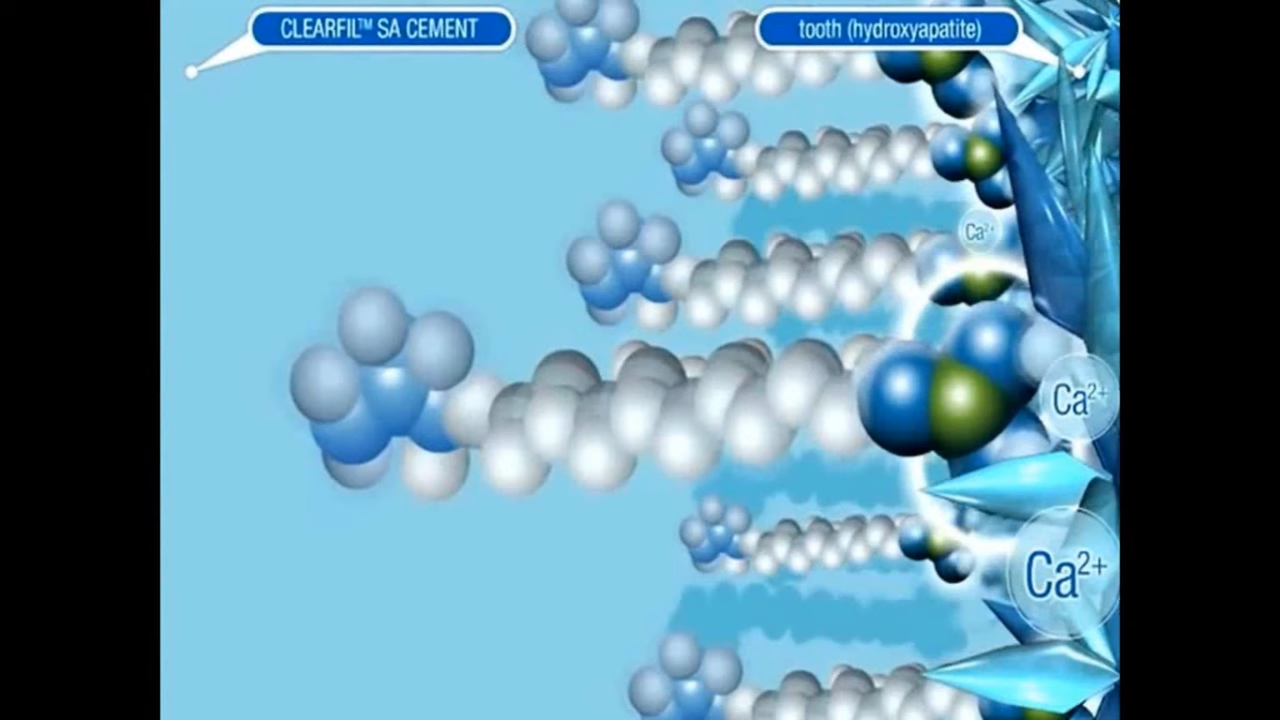 CLEARFIL™ SA CEMENT
tooth (hydroxyapatite)
Ca²⁺
Ca²⁺
Ca²⁺